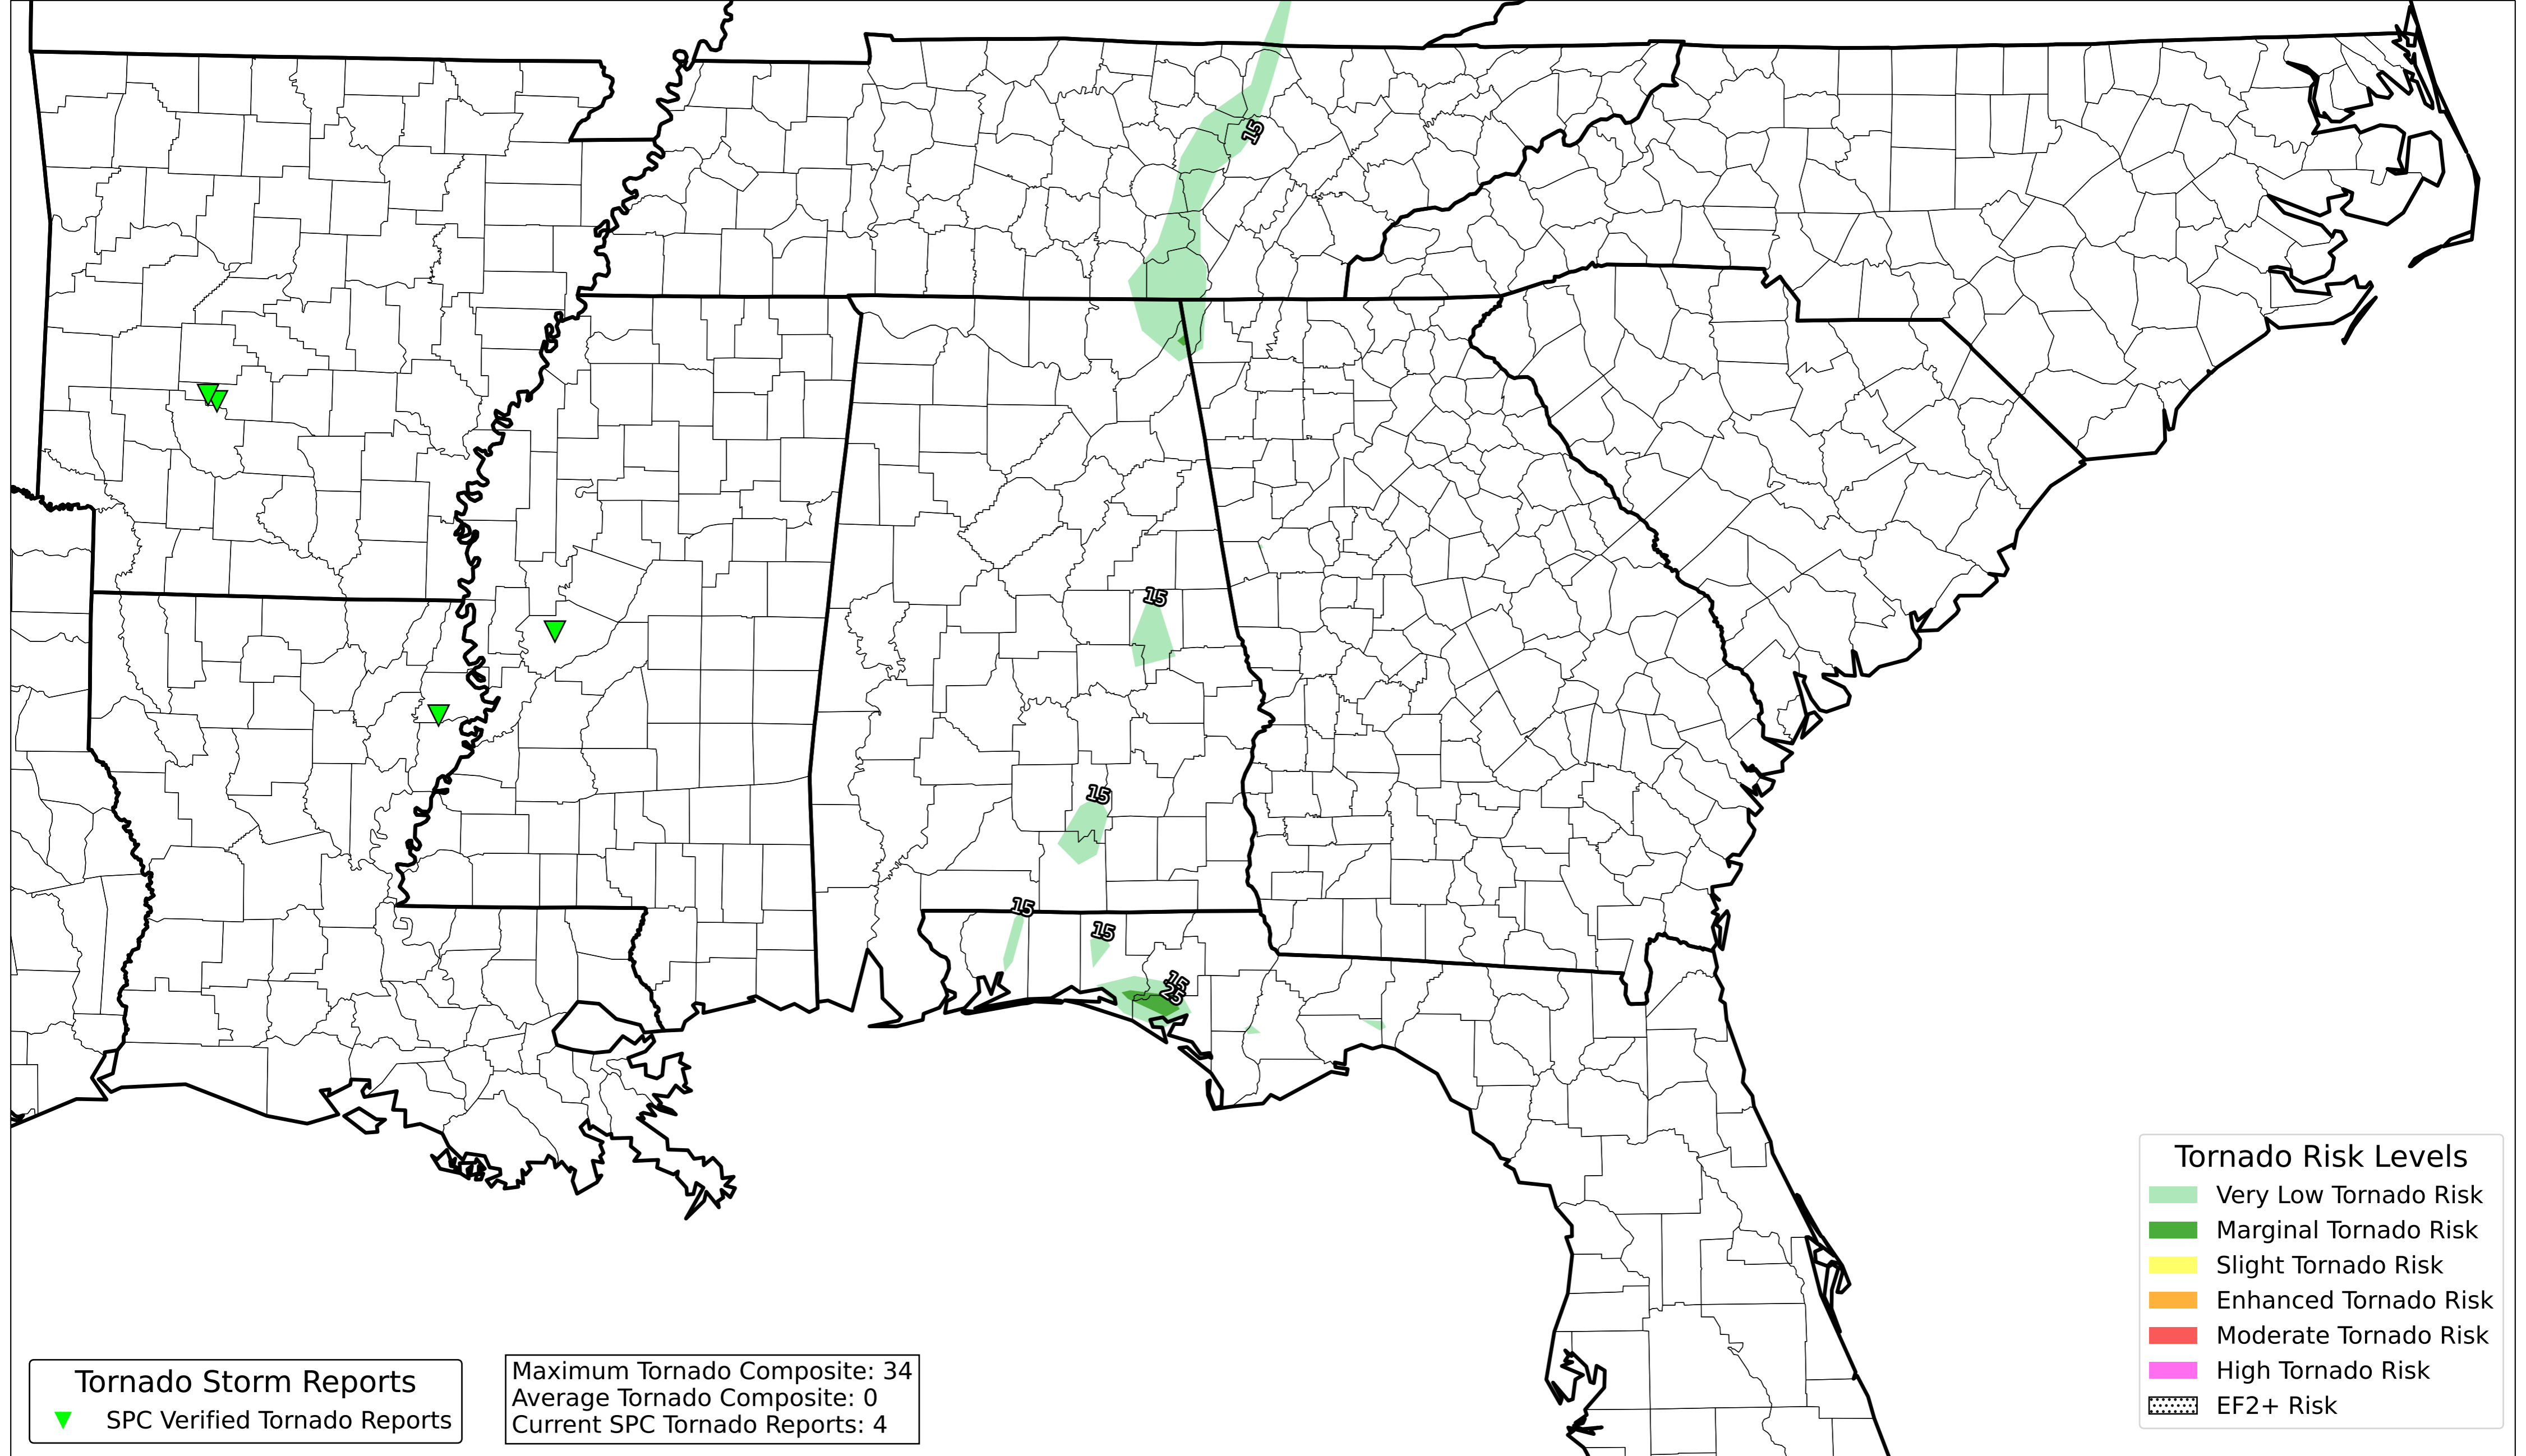 15
15
15
15
15
15
25
Tornado Risk Levels
Very Low Tornado Risk
Marginal Tornado Risk
Slight Tornado Risk
Enhanced Tornado Risk
Moderate Tornado Risk
High Tornado Risk
EF2+ Risk
Tornado Storm Reports
SPC Verified Tornado Reports
Maximum Tornado Composite: 34
Average Tornado Composite: 0
Current SPC Tornado Reports: 4